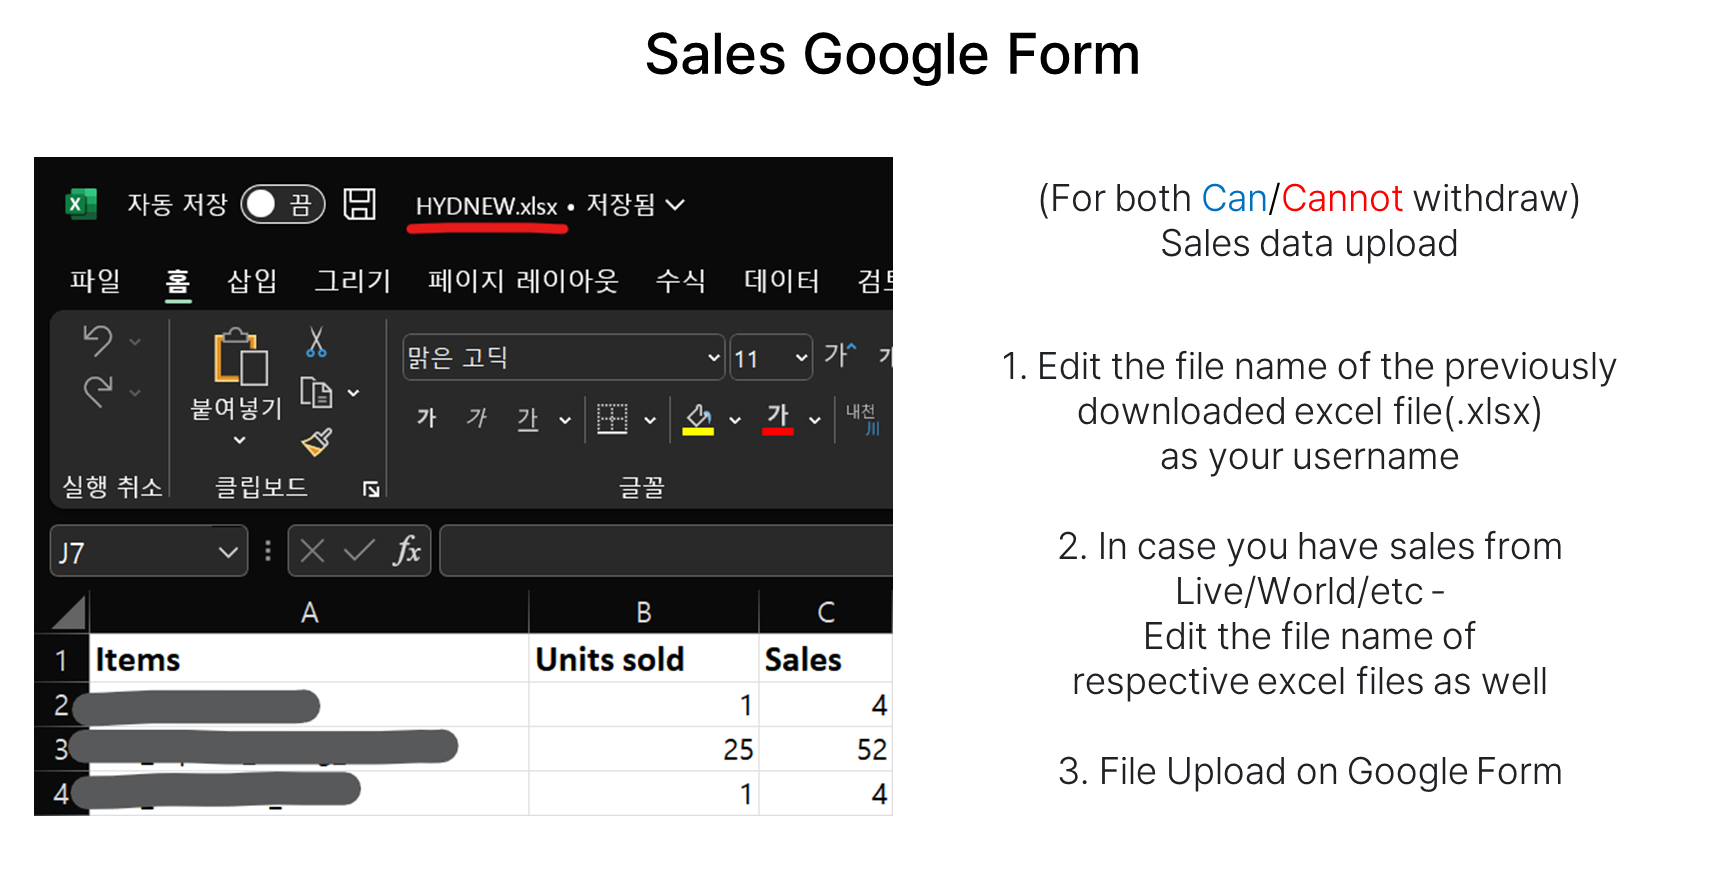 Sales Google Form
자동 저장 끔 HYDNEW.xlsx • 저장됨
파일 홈 삽입 그리기 페이지 레이아웃 수식 데이터
맑은 고딕 11 가
붙여넣기
가 가 가 가 내천
실행 취소 클립보드 글꼴
J7 fx
A B C
1 Items Units sold Sales
2 1 4
3 25 52
4 1 4
(For both Can/Cannot withdraw)
Sales data upload
1. Edit the file name of the previously
downloaded excel file(.xlsx)
as your username
2. In case you have sales from
Live/World/etc -
Edit the file name of
respective excel files as well
3. File Upload on Google Form